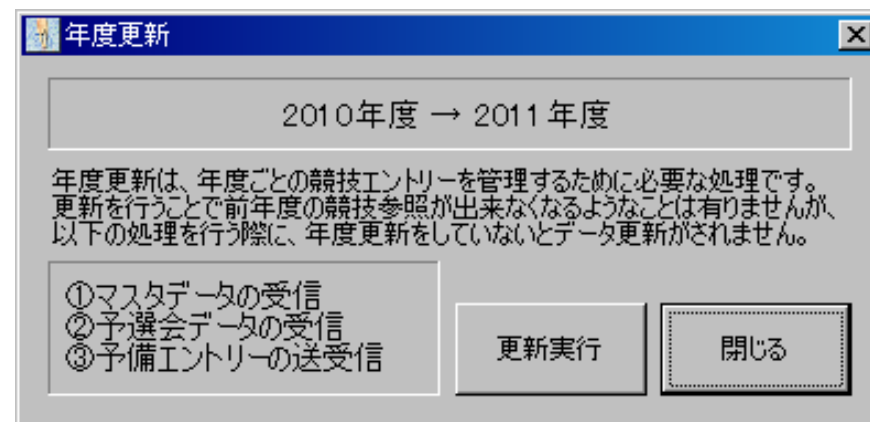 年度更新
2010年度 → 2011年度
年度更新は、年度ごとの競技エントリーを管理するために必要な処理です。
更新を行うことで前年度の競技参照が出来なくなるようなことは有りませんが、
以下の処理を行う際に、年度更新をしていないとデータ更新がされません。
①マスタデータの受信
②予選会データの受信
③予備エントリーの送受信
更新実行
閉じる